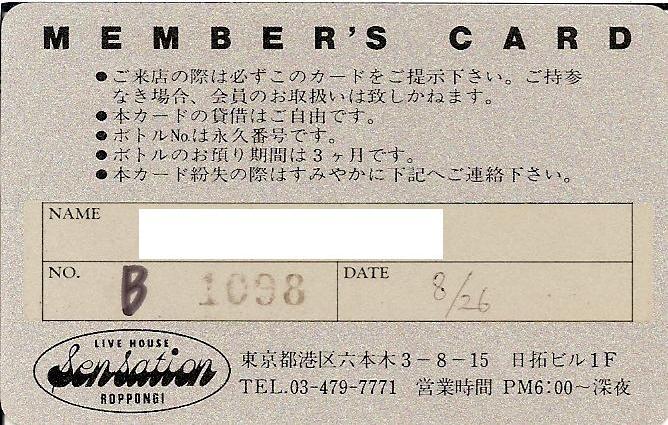 MEMBER'S CARD
●ご来店の際は必ずこのカードをご提示下さい。ご持参
なき場合、会員のお取扱いは致しかねます。
●本カードの貸借はご自由です。
●ボトルNo.は永久番号です。
●ボトルのお預り期間は3ヶ月です。
●本カード紛失の際はすみやかに下記へご連絡下さい。
NAME
NO. B 1098 DATE 8/26
LIVE HOUSE
Sensation
ROPPONGI
東京都港区六本木3-8-15 日拓ビル1F
TEL.03-479-7771 営業時間 PM6:00~深夜